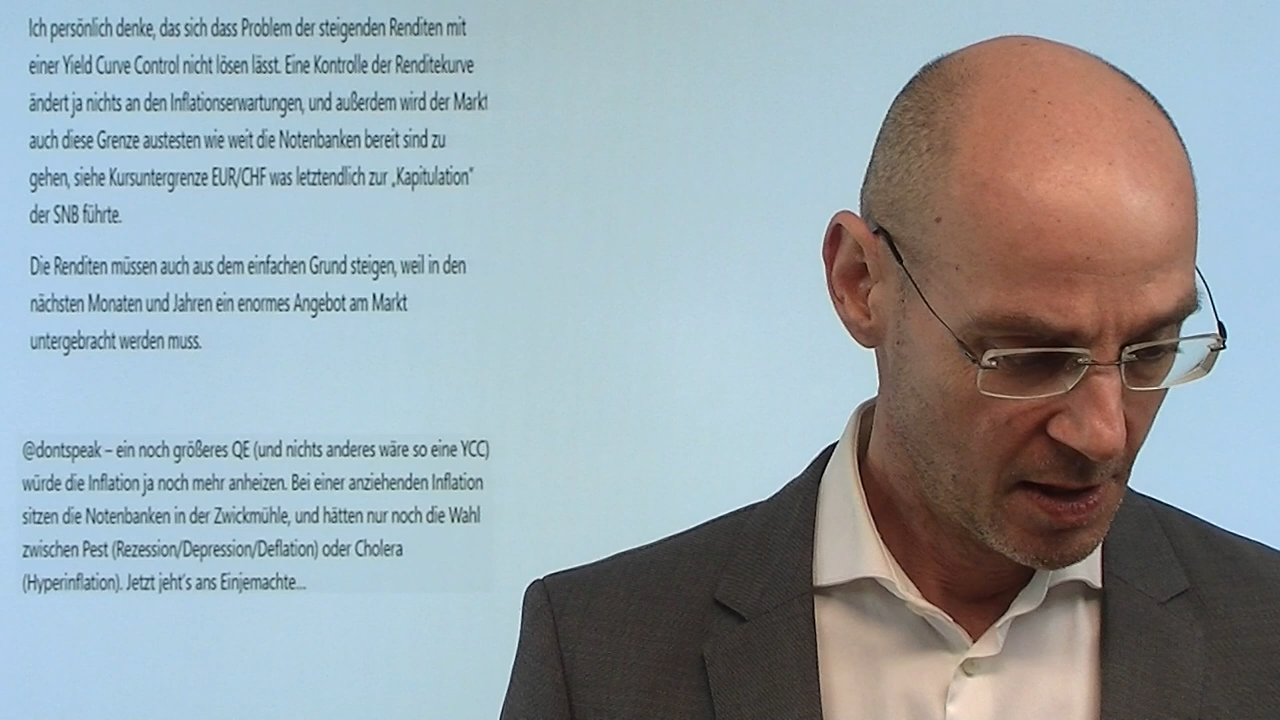 Ich persönlich denke, das sich dass Problem der steigenden Renditen mit
einer Yield Curve Control nicht lösen lässt. Eine Kontrolle der Renditekurve
ändert ja nichts an den Inflationserwartungen, und außerdem wird der Markt
auch diese Grenze austesten wie weit die Notenbanken bereit sind zu
gehen, siehe Kursuntergrenze EUR/CHF was letztendlich zur „Kapitulation"
der SNB führte.
Die Renditen müssen auch aus dem einfachen Grund steigen, weil in den
nächsten Monaten und Jahren ein enormes Angebot am Markt
untergebracht werden muss.
@dontspeak – ein noch größeres QE (und nichts anderes wäre so eine YCC)
würde die Inflation ja noch mehr anheizen. Bei einer anziehenden Inflation
sitzen die Notenbanken in der Zwickmühle, und hätten nur noch die Wahl
zwischen Pest (Rezession/Depression/Deflation) oder Cholera
(Hyperinflation). Jetzt jeht's ans Einjemachte...